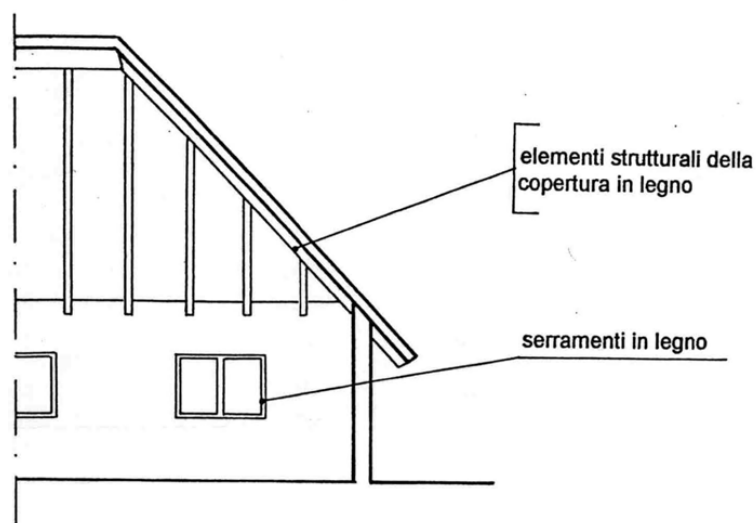 elementi strutturali della
copertura in legno
serramenti in legno